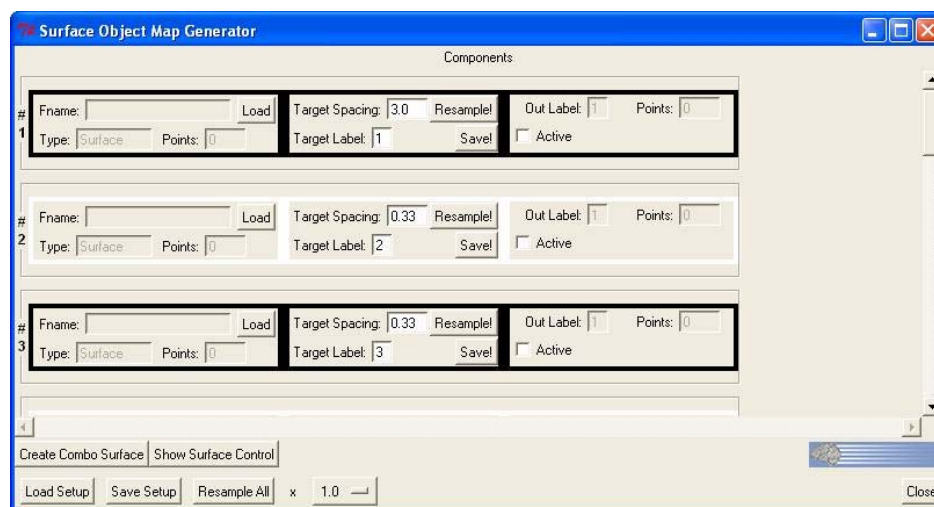 Surface Object Map Generator
Components
# 1
Fname: Load Target Spacing: 3.0 Resample! Out Label: 1 Points: 0
Type: Surface Points: 0 Target Label: 1 Save! Active
# 2
Fname: Load Target Spacing: 0.33 Resample! Out Label: 1 Points: 0
Type: Surface Points: 0 Target Label: 2 Save! Active
# 3
Fname: Load Target Spacing: 0.33 Resample! Out Label: 1 Points: 0
Type: Surface Points: 0 Target Label: 3 Save! Active
Create Combo Surface Show Surface Control
Load Setup Save Setup Resample All x 1.0 Close